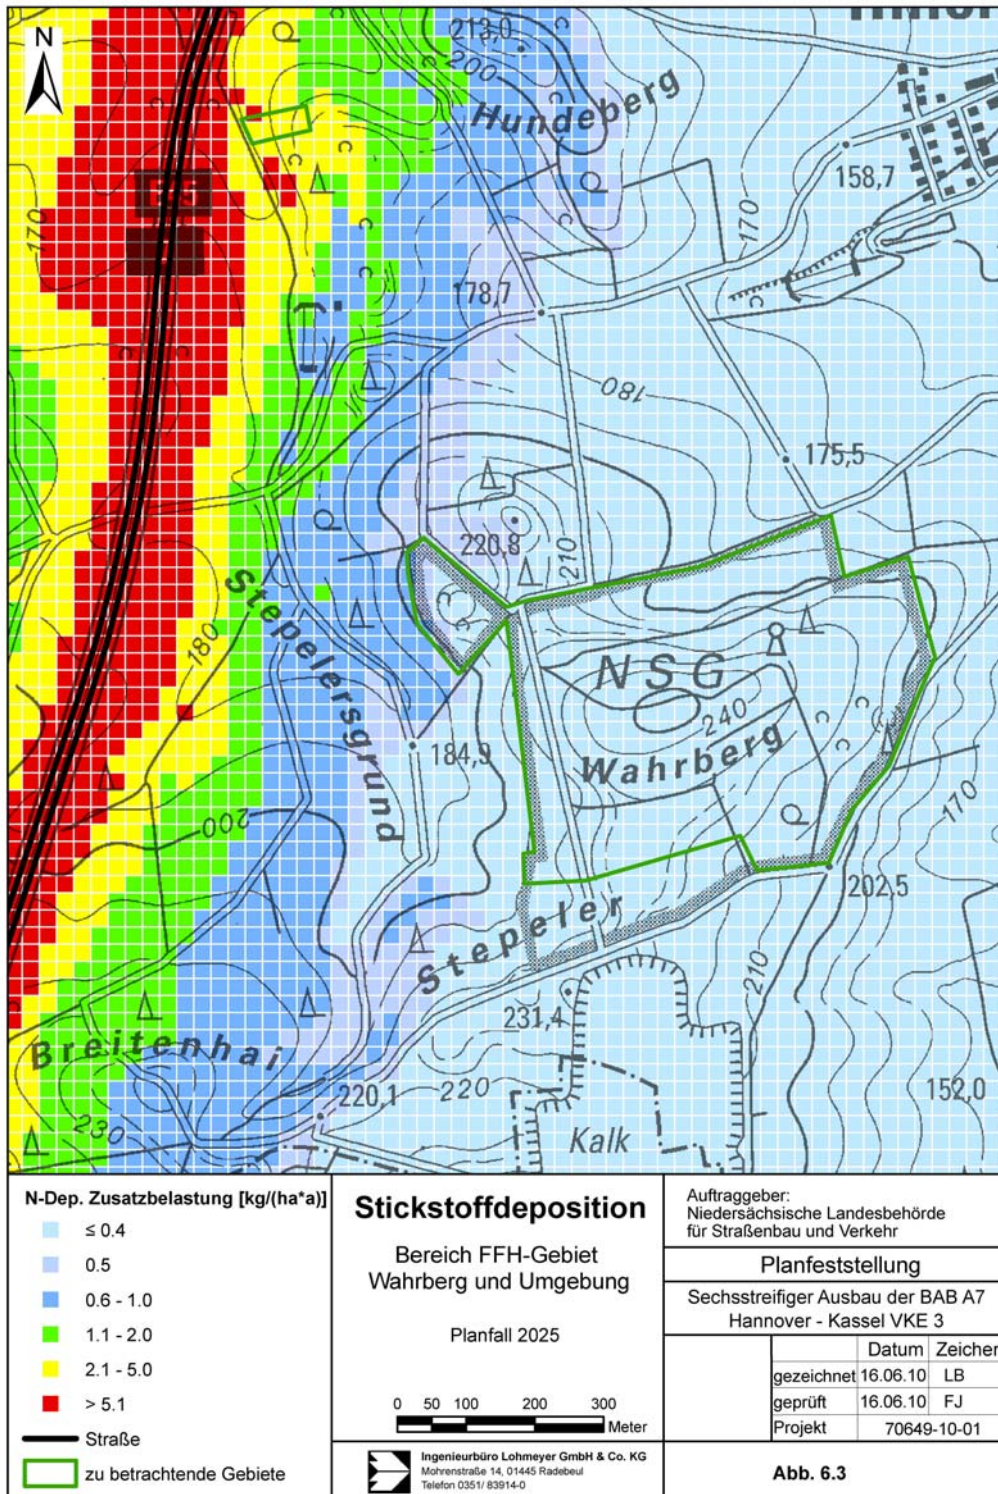 N
213,0
200
Hundeberg
158,7
170
170
178,7
180
175,5
220,8
210
Stepelersgrund
180
NSG
240
Wahrberg
184,9
200
170
202,5
Stepeler
210
231,4
Breitenhai
220
220,1
152,0
230
Kalk
N-Dep. Zusatzbelastung [kg/(ha*a)]
≤ 0.4
0.5
0.6 - 1.0
1.1 - 2.0
2.1 - 5.0
> 5.1
Straße
zu betrachtende Gebiete
Stickstoffdeposition
Bereich FFH-Gebiet
Wahrberg und Umgebung
Planfall 2025
0 50 100 200 300
Meter
Ingenieurbüro Lohmeyer GmbH & Co. KG
Mohrenstraße 14, 01445 Radebeul
Telefon 0351/ 83914-0
Auftraggeber:
Niedersächsische Landesbehörde
für Straßenbau und Verkehr
Planfeststellung
Sechsstreifiger Ausbau der BAB A7
Hannover - Kassel VKE 3
Datum Zeichen
gezeichnet 16.06.10 LB
geprüft 16.06.10 FJ
Projekt 70649-10-01
Abb. 6.3